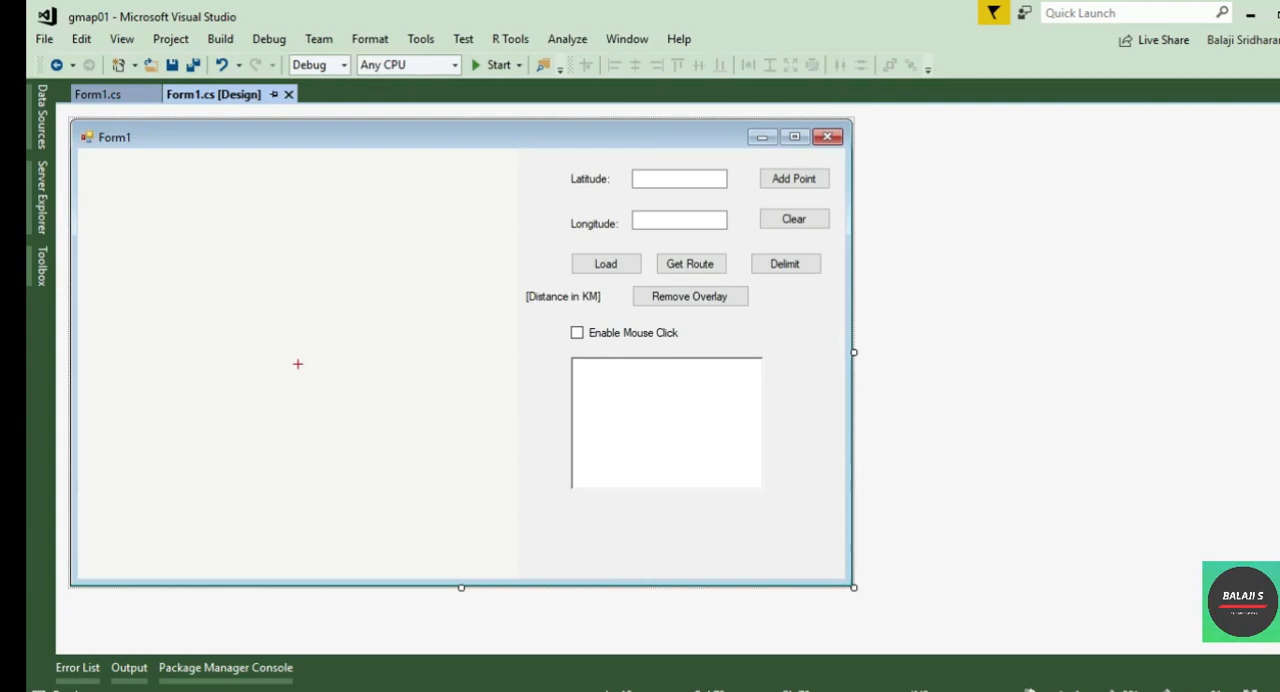 gmap01 - Microsoft Visual Studio
Quick Launch
File Edit View Project Build Debug Team Format Tools Test R Tools Analyze Window Help
Live Share Balaji Sridharan
Debug Any CPU Start
Form1.cs Form1.cs [Design]
Data Sources
Server Explorer
Toolbox
Form1
Latitude: Add Point
Longitude: Clear
Load Get Route Delimit
[Distance in KM] Remove Overlay
Enable Mouse Click
BALAJI S
Error List Output Package Manager Console